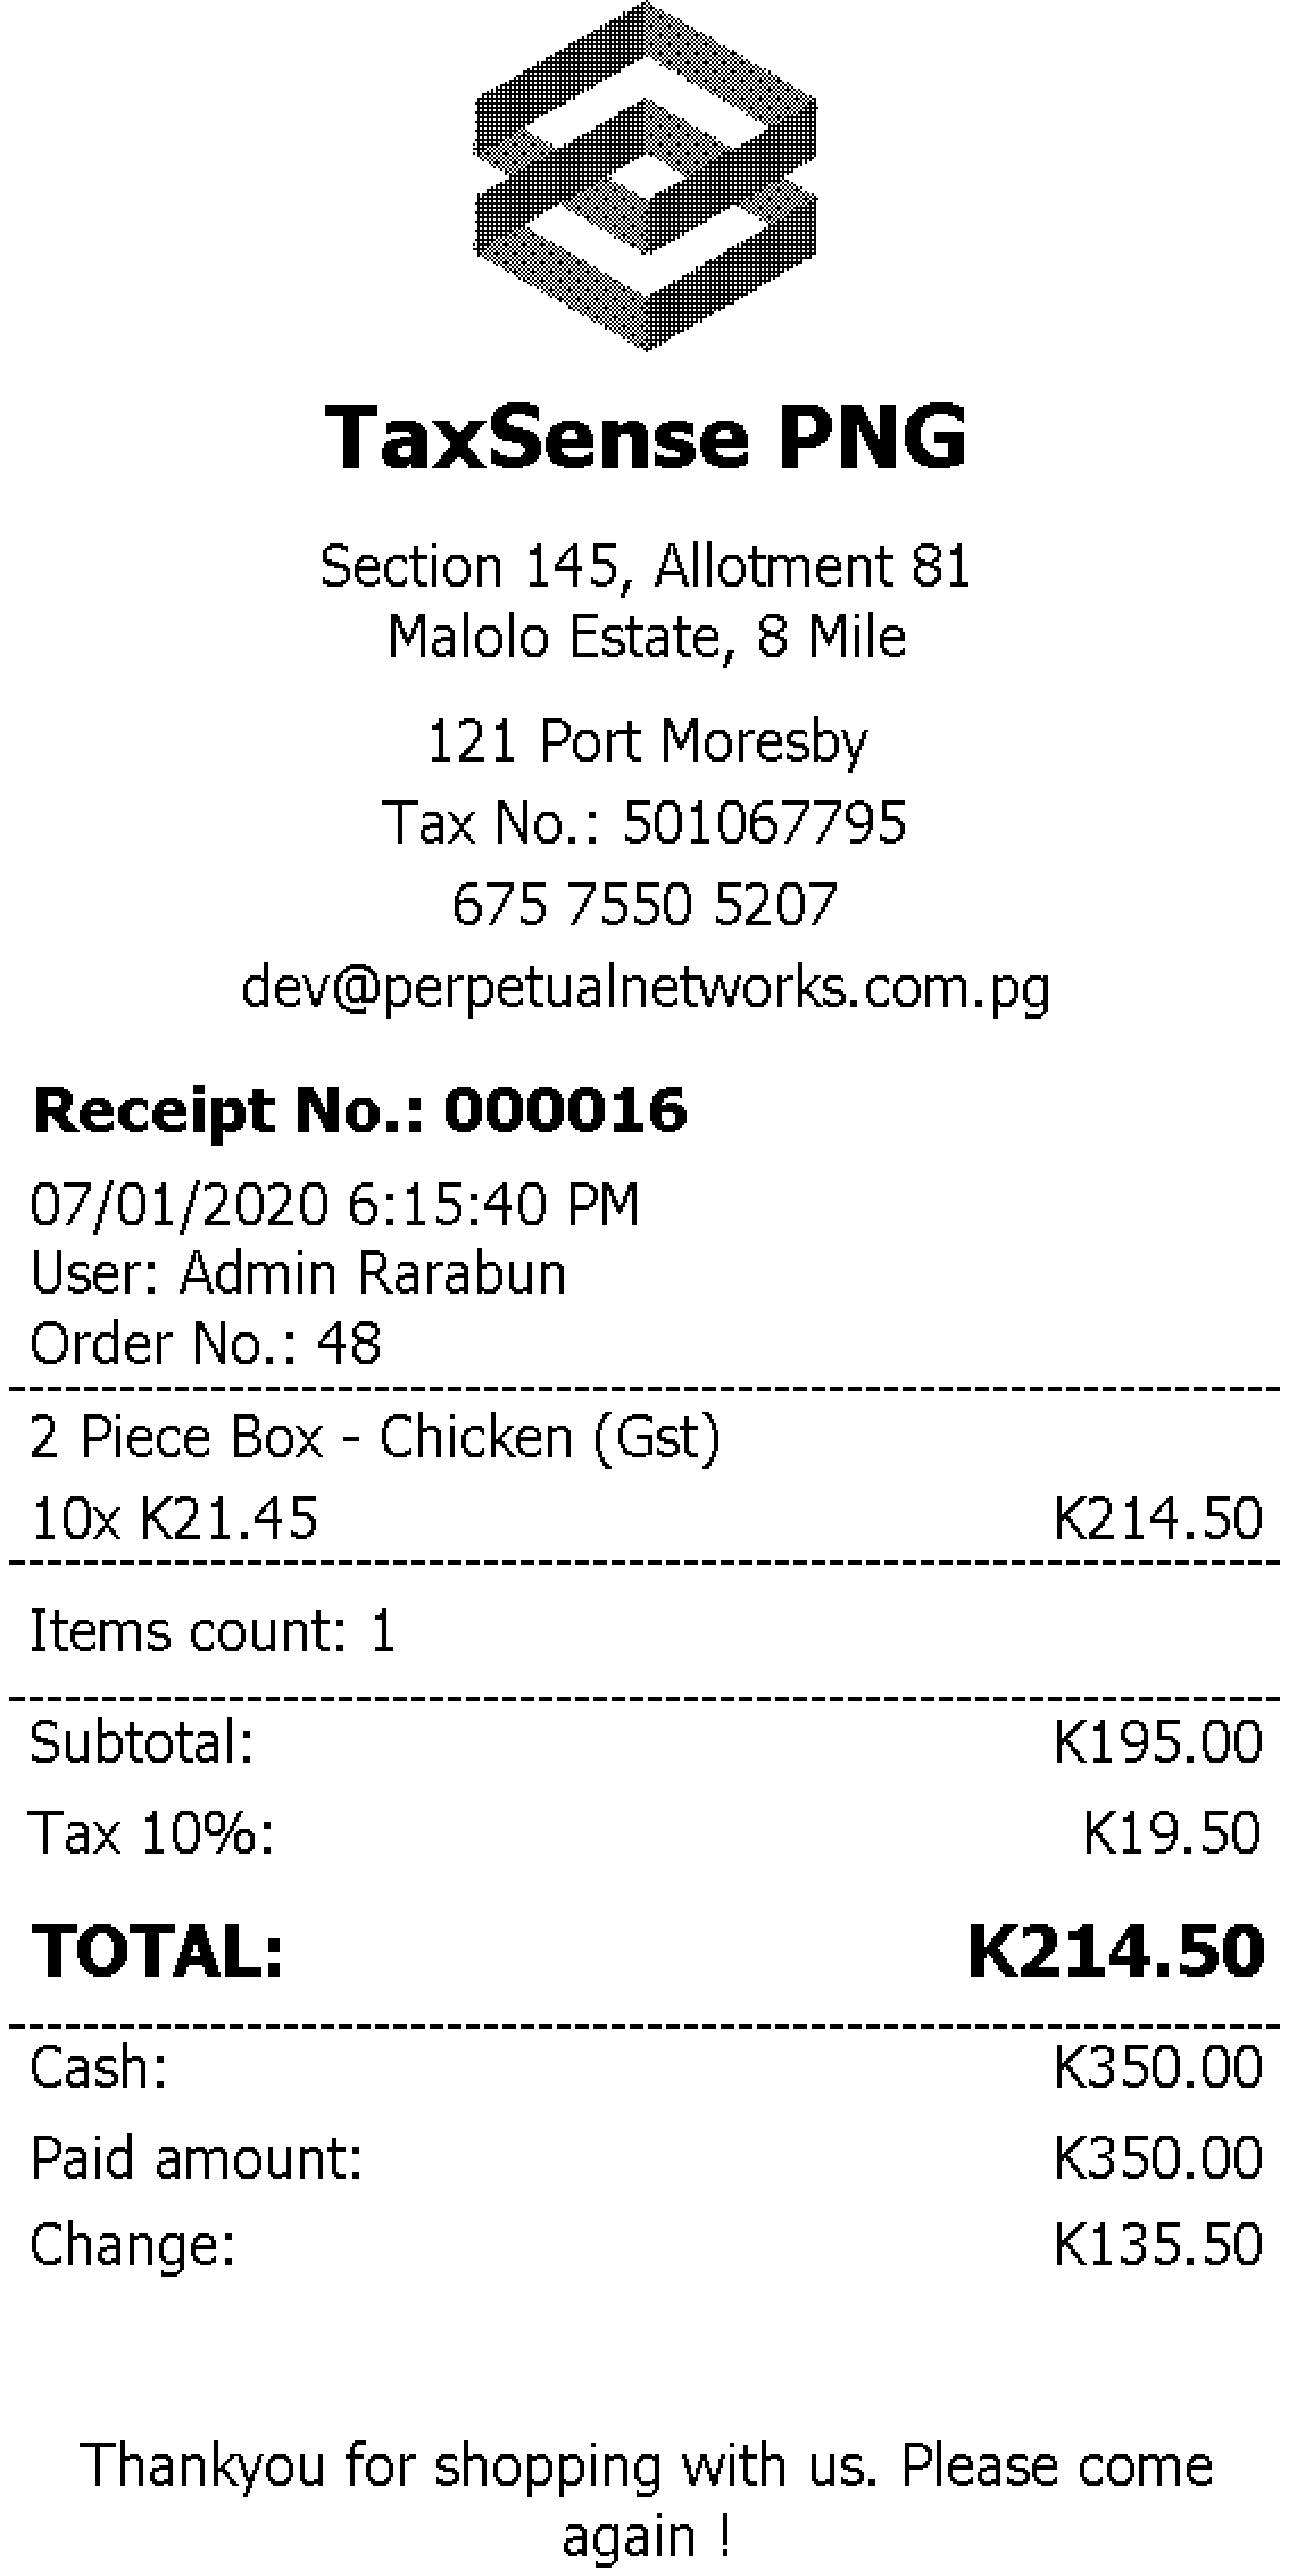 TaxSense PNG
Section 145, Allotment 81
Malolo Estate, 8 Mile
121 Port Moresby
Tax No.: 501067795
675 7550 5207
dev@perpetualnetworks.com.pg
Receipt No.: 000016
07/01/2020 6:15:40 PM
User: Admin Rarabun
Order No.: 48
2 Piece Box - Chicken (Gst)
10x K21.45 K214.50
Items count: 1
Subtotal: K195.00
Tax 10%: K19.50
TOTAL: K214.50
Cash: K350.00
Paid amount: K350.00
Change: K135.50
Thankyou for shopping with us. Please come
again !